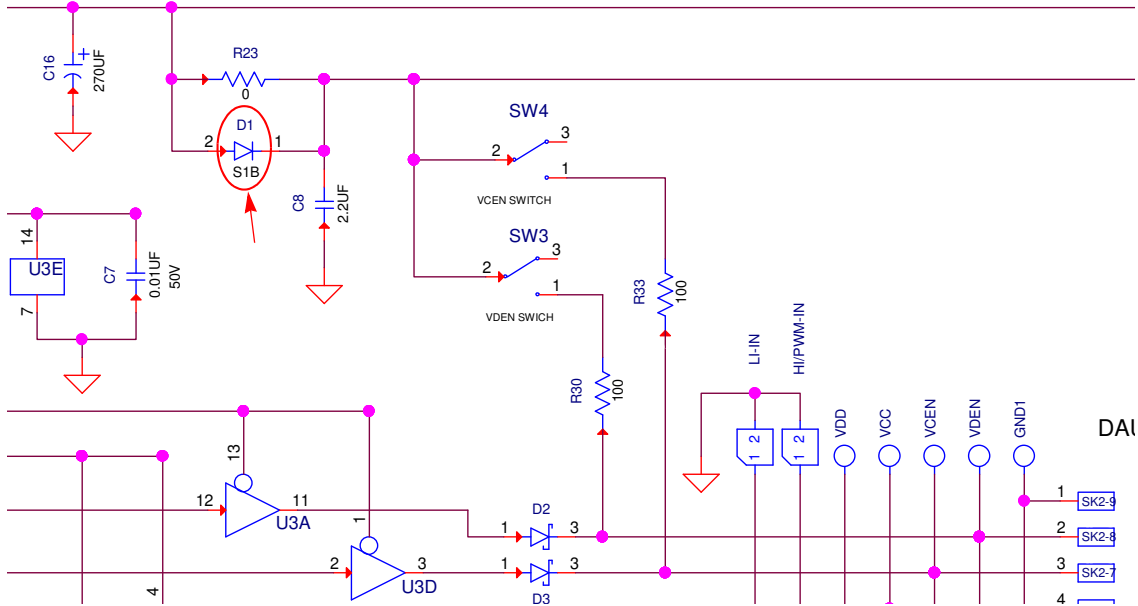 C16
270UF
R23
0
D1
2
1
S1B
C8
2.2UF
SW4
3
2
1
VCEN SWITCH
SW3
3
2
1
VDEN SWICH
14
U3E
7
C7
0.01UF
50V
R33
100
R30
100
LI-IN
HI/PWM-IN
1 2
1 2
VDD
VCC
VCEN
VDEN
GND1
DAU
13
12
11
U3A
1
2
3
U3D
4
D2
1
3
1
3
D3
1
SK2-9
2
SK2-8
3
SK2-7
4